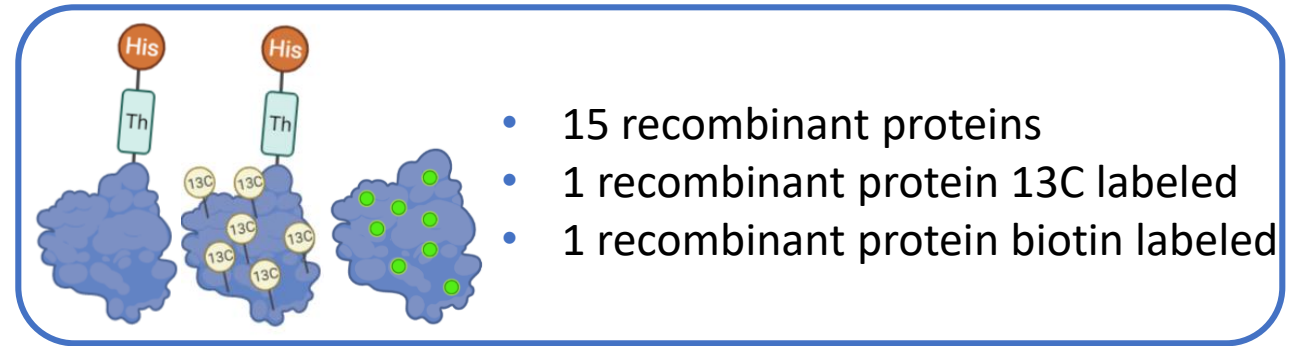 His
His
Th
Th
13C
13C
13C
13C
13C
13C
• 15 recombinant proteins
• 1 recombinant protein 13C labeled
• 1 recombinant protein biotin labeled